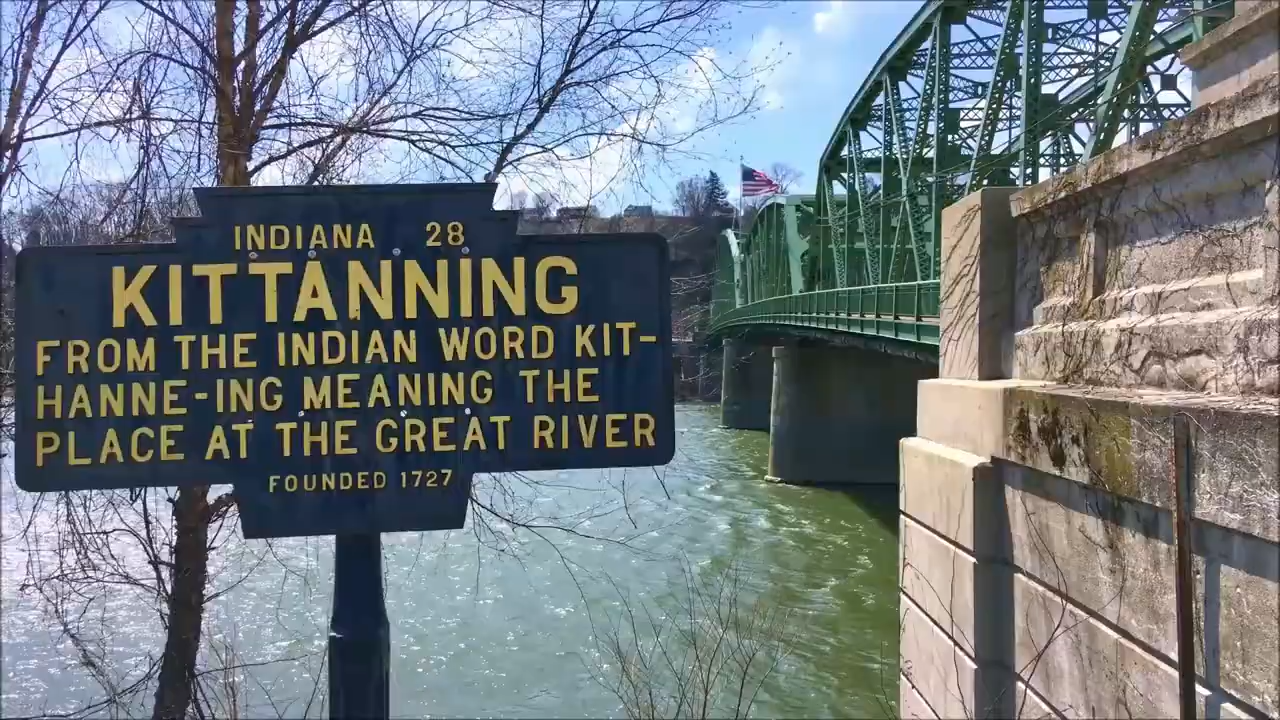 INDIANA 28
KITTANNING
FROM THE INDIAN WORD KIT-
HANNE-ING MEANING THE
PLACE AT THE GREAT RIVER
FOUNDED 1727